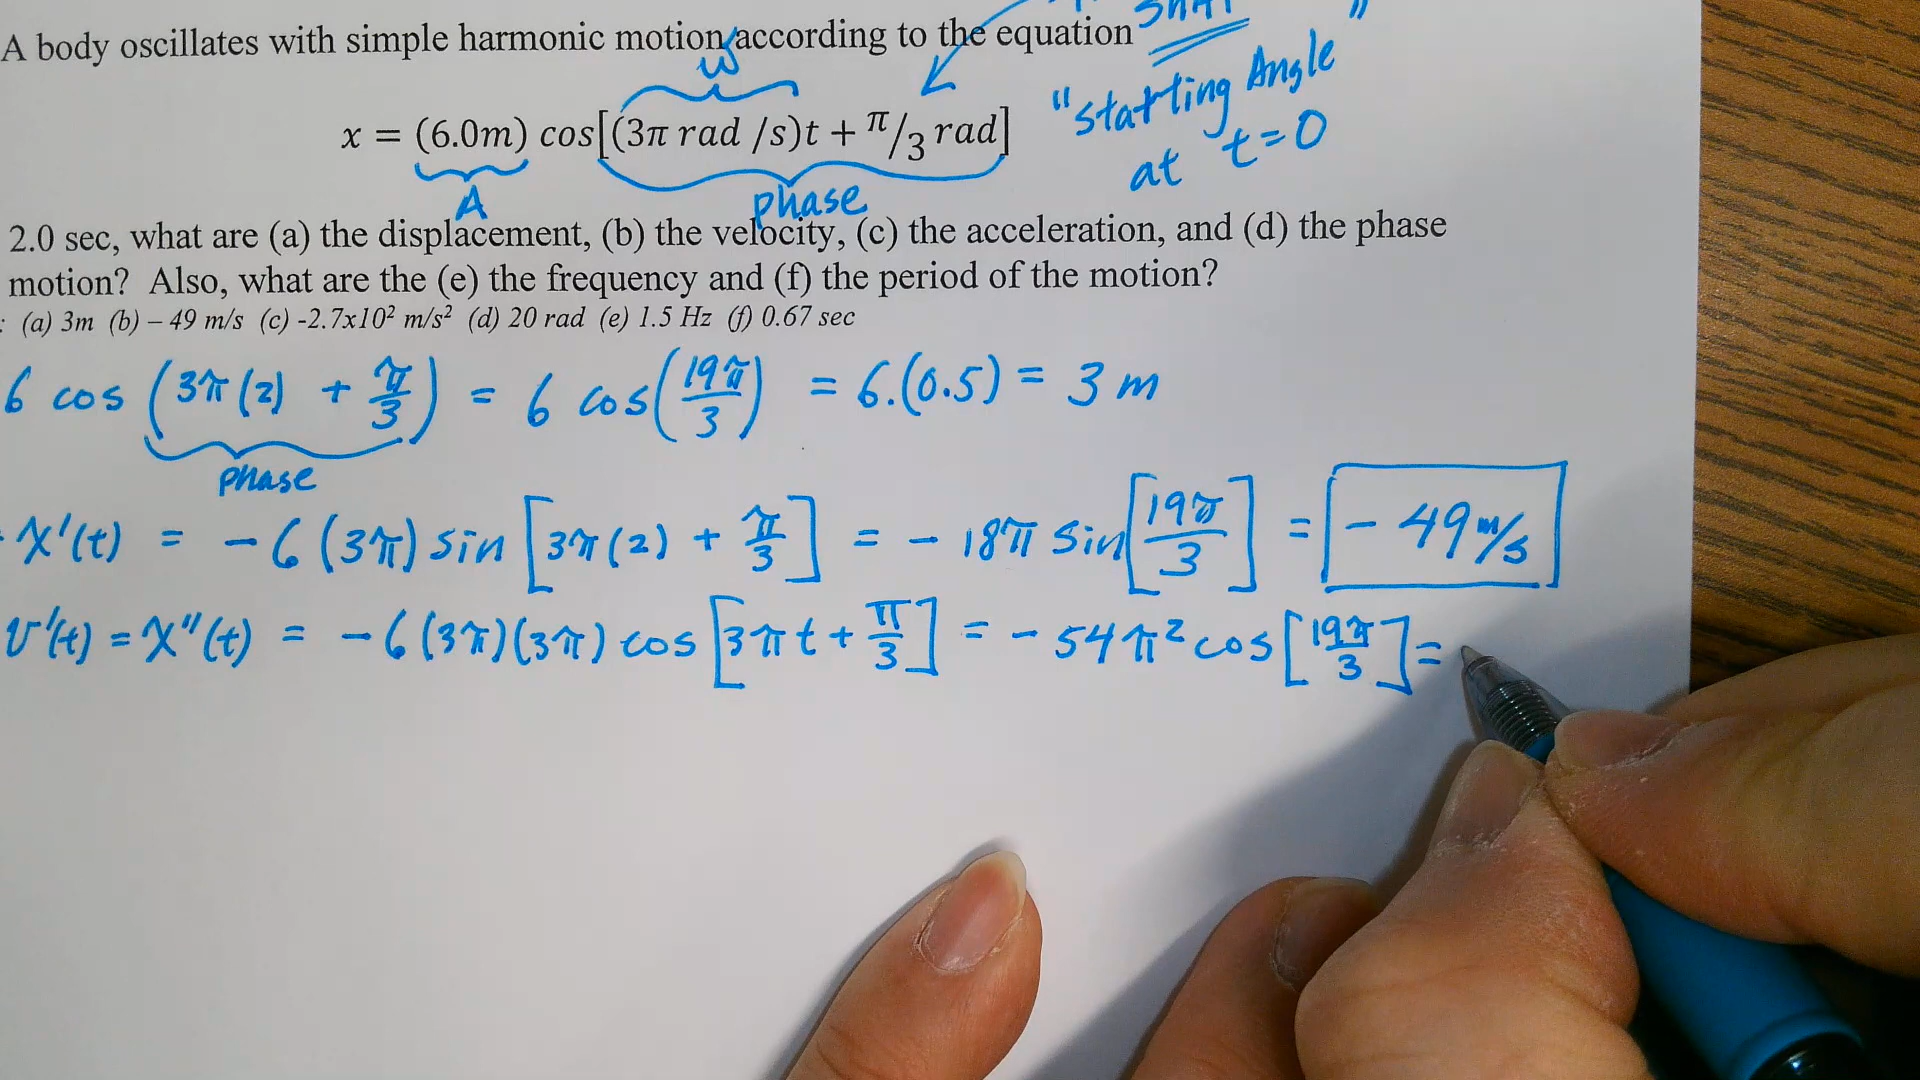 "
A body oscillates with simple harmonic motion, according to the equation
ω
x = (6.0m) cos[(3π rad /s)t + π/3 rad]
"starting Angle
at t=0
A
phase
2.0 sec, what are (a) the displacement, (b) the velocity, (c) the acceleration, and (d) the phase
motion? Also, what are the (e) the frequency and (f) the period of the motion?
: (a) 3m (b) – 49 m/s (c) -2.7x10² m/s² (d) 20 rad (e) 1.5 Hz (f) 0.67 sec
6 cos (3π(2) + π/3) = 6 cos(19π/3) = 6.(0.5) = 3 m
phase
x'(t) = -6 (3π) sin [3π(2) + π/3] = - 18π sin[19π/3] = - 49 m/s
v'(t) = x"(t) = -6 (3π)(3π) cos [3πt + π/3] = - 54π² cos[19π/3] =